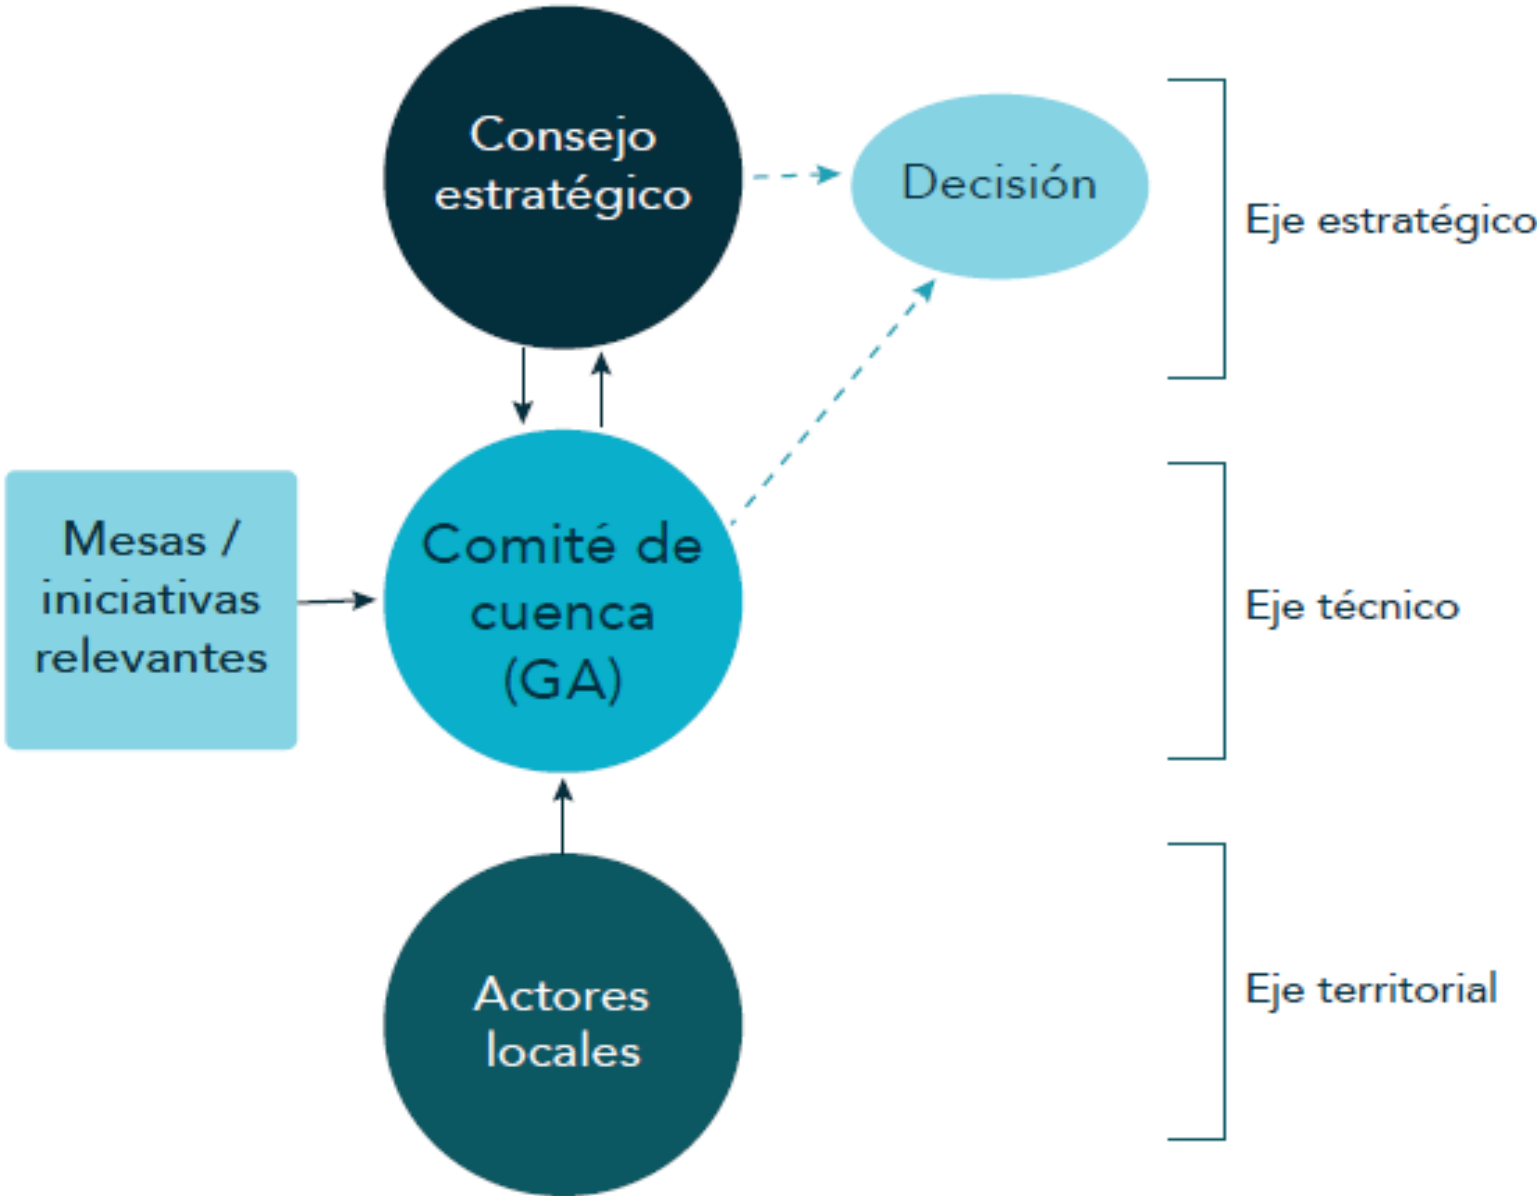 Consejo
estratégico
Decisión
Eje estratégico
Mesas /
iniciativas
relevantes
Comité de
cuenca
(GA)
Eje técnico
Actores
locales
Eje territorial